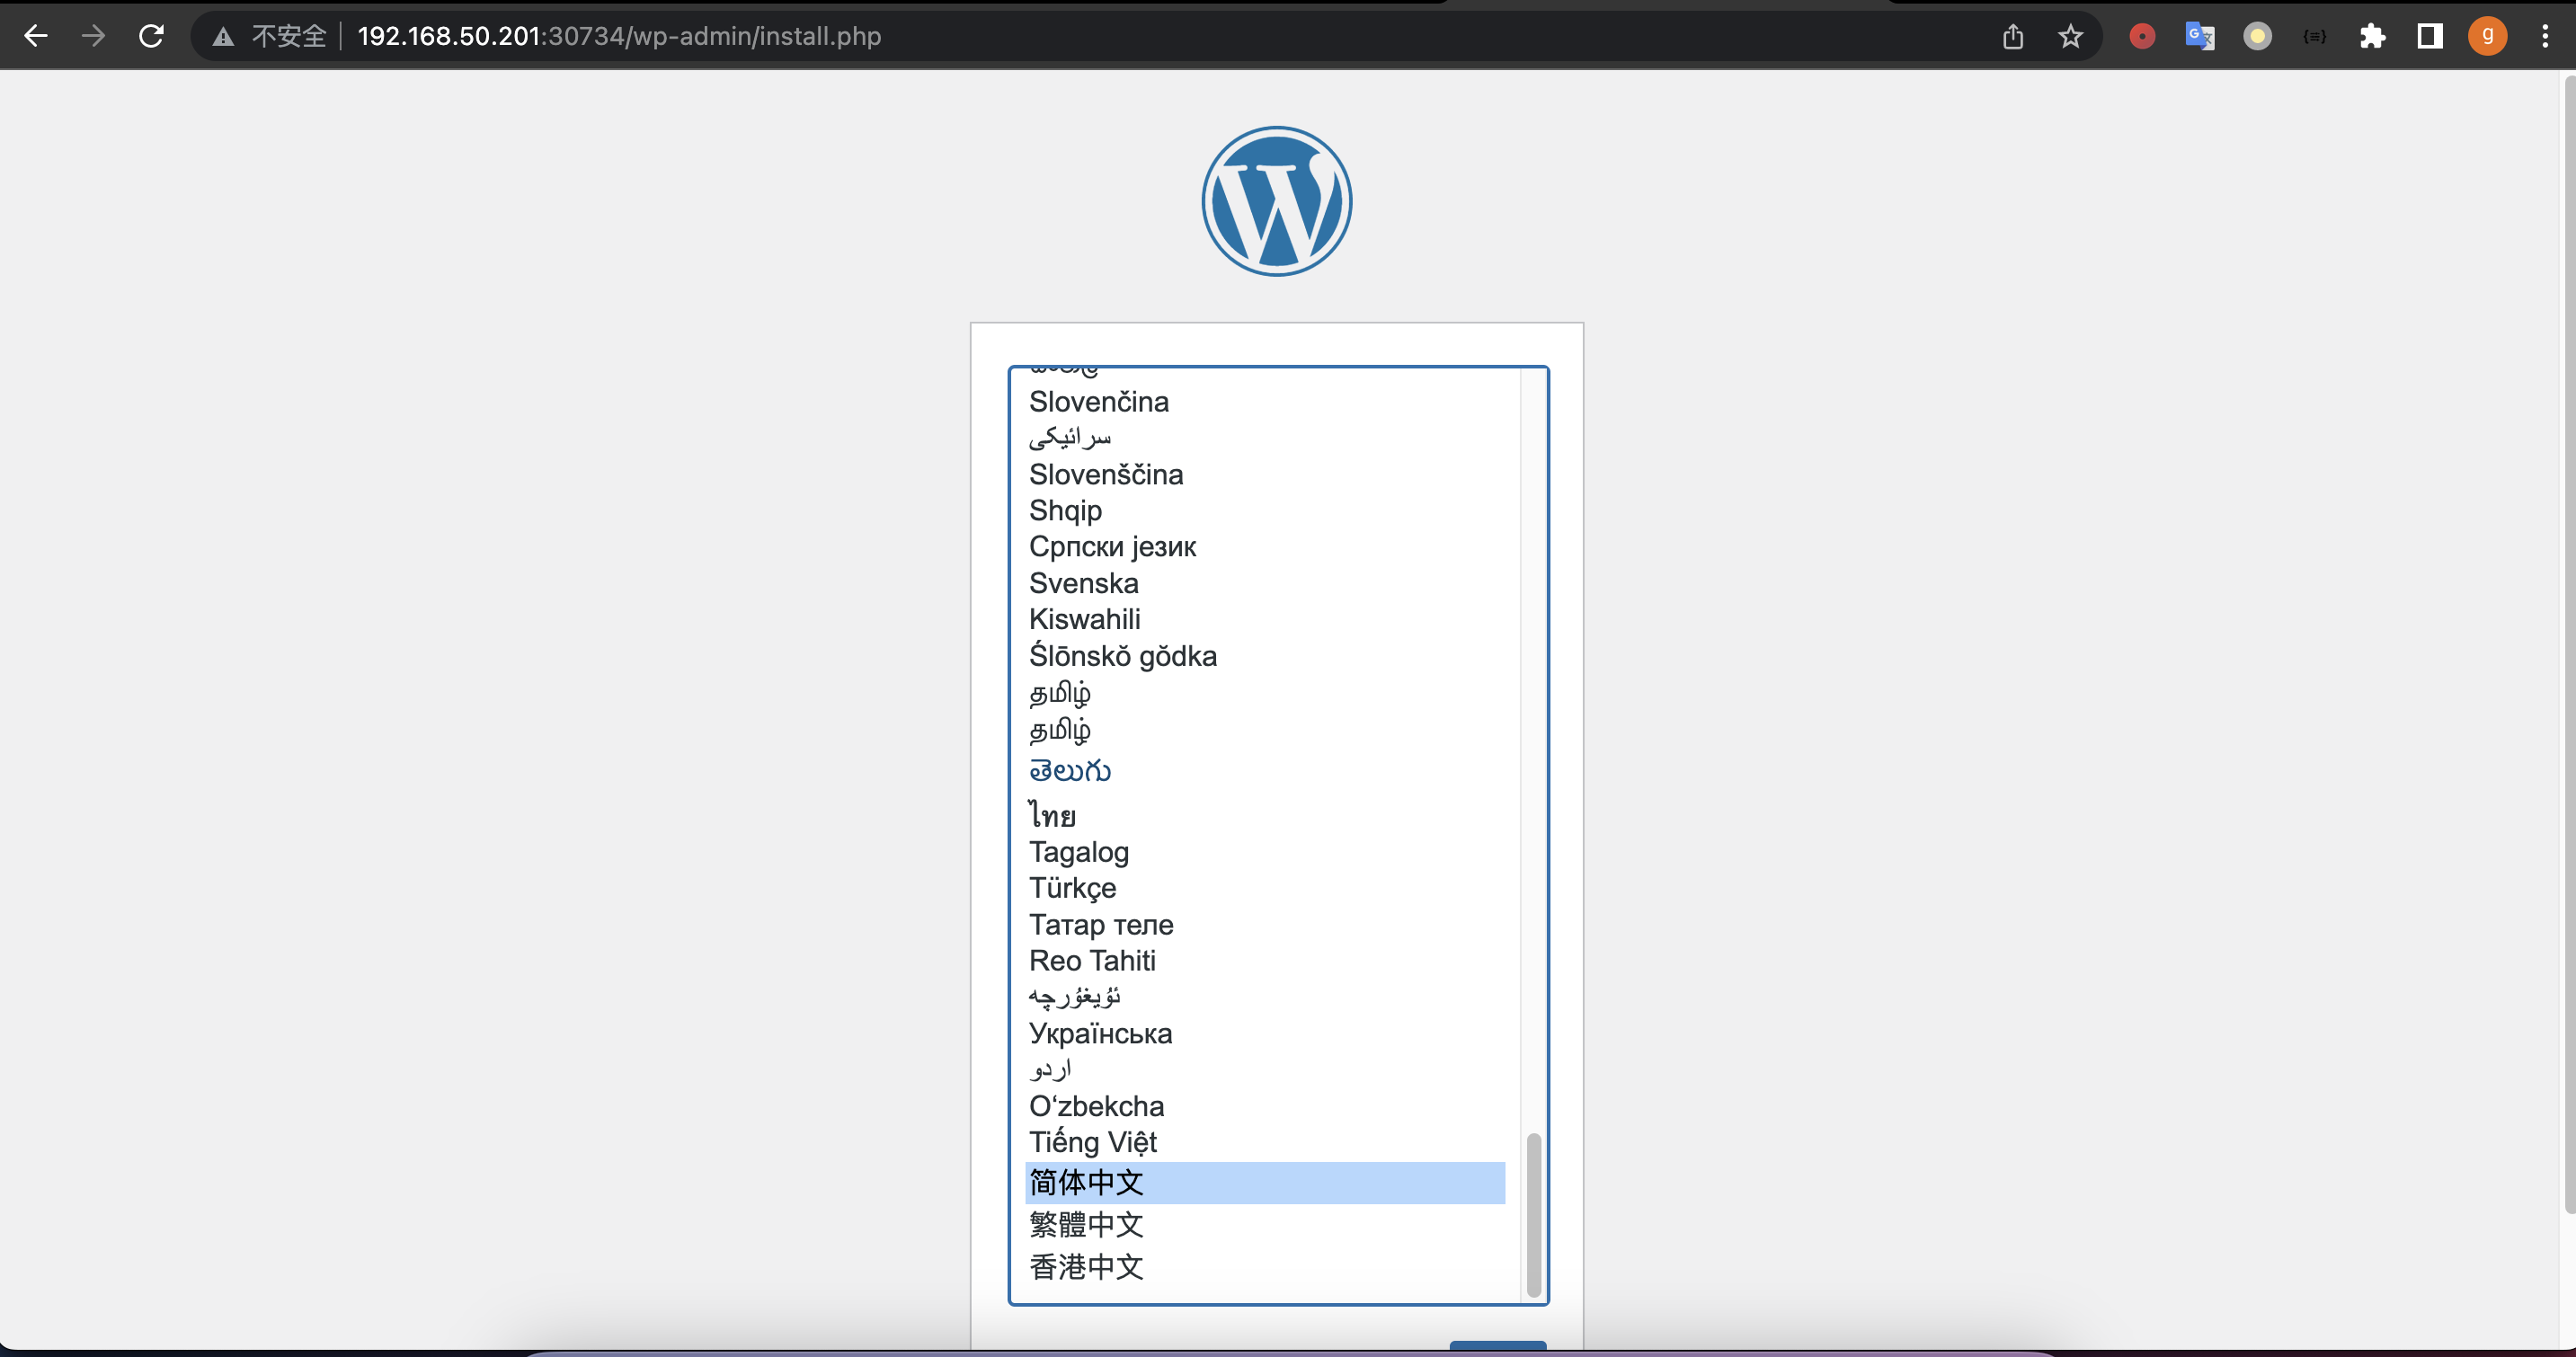 不安全 192.168.50.201:30734/wp-admin/install.php
g
Slovenčina
سرائیکی
Slovenščina
Shqip
Српски језик
Svenska
Kiswahili
Ślōnskŏ gŏdka
தமிழ்
தமிழ்
తెలుగు
ไทย
Tagalog
Türkçe
Татар теле
Reo Tahiti
ئۇيغۇرچە
Українська
اردو
O‘zbekcha
Tiếng Việt
简体中文
繁體中文
香港中文